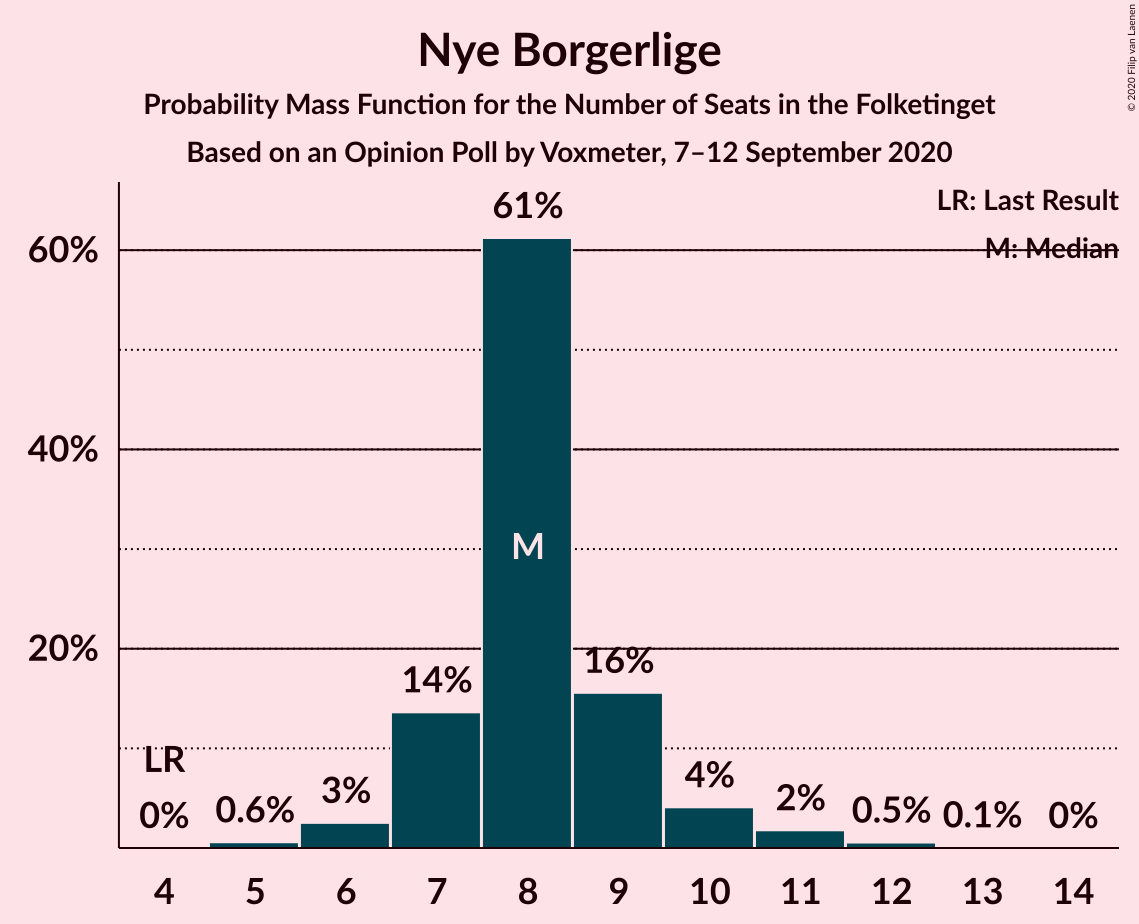 Nye Borgerlige
Probability Mass Function for the Number of Seats in the Folketinget
Based on an Opinion Poll by Voxmeter, 7–12 September 2020
© 2020 Filip van Laenen
LR: Last Result
M: Median
60%
40%
20%
LR
0%
0.6%
3%
14%
61%
M
16%
4%
2%
0.5%
0.1%
0%
4 5 6 7 8 9 10 11 12 13 14